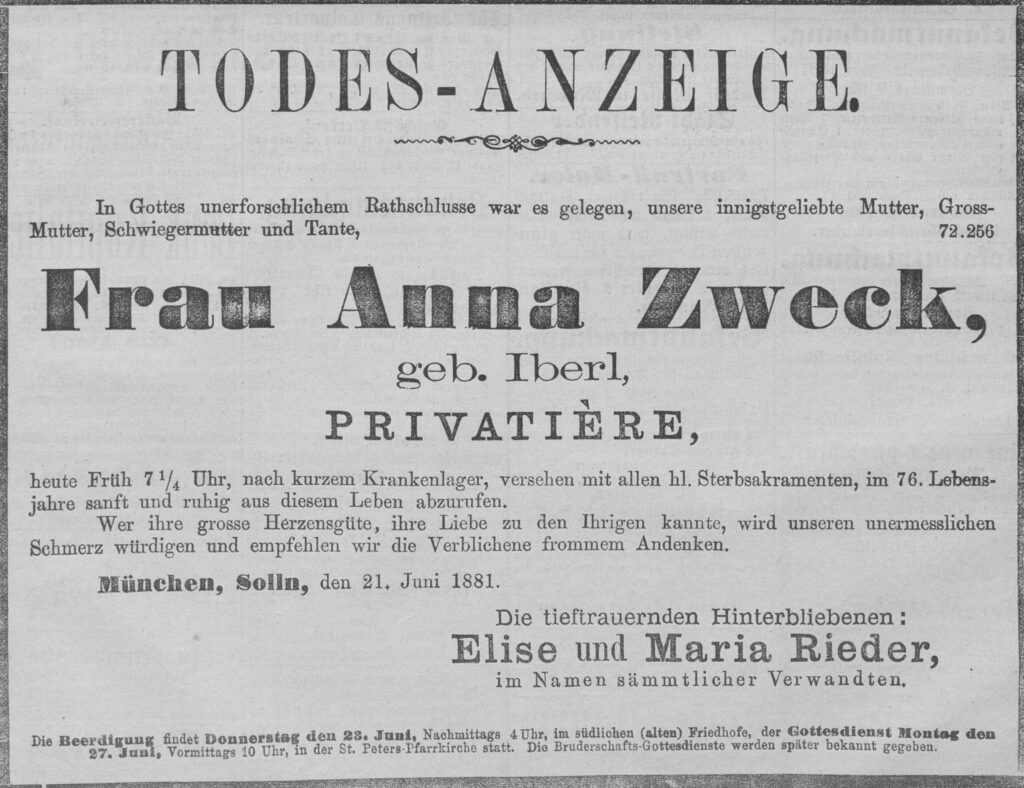 TODES-ANZEIGE.
In Gottes unerforschlichem Rathschlusse war es gelegen, unsere innigstgeliebte Mutter, Gross-
Mutter, Schwiegermutter und Tante, 72.256
Frau Anna Zweck,
geb. Iberl,
PRIVATIÈRE,
heute Früh 7 1/4 Uhr, nach kurzem Krankenlager, versehen mit allen hl. Sterbsakramenten, im 76. Lebens-
jahre sanft und ruhig aus diesem Leben abzurufen.
Wer ihre grosse Herzensgüte, ihre Liebe zu den Ihrigen kannte, wird unseren unermesslichen
Schmerz würdigen und empfehlen wir die Verblichene frommem Andenken.
München, Solln, den 21. Juni 1881.
Die tieftrauernden Hinterbliebenen:
Elise und Maria Rieder,
im Namen sämmtlicher Verwandten.
Die Beerdigung findet Donnerstag den 23. Juni, Nachmittags 4 Uhr, im südlichen (alten) Friedhofe, der Gottesdienst Montag den
27. Juni, Vormittags 10 Uhr, in der St. Peters-Pfarrkirche statt. Die Bruderschafts-Gottesdienste werden später bekannt gegeben.